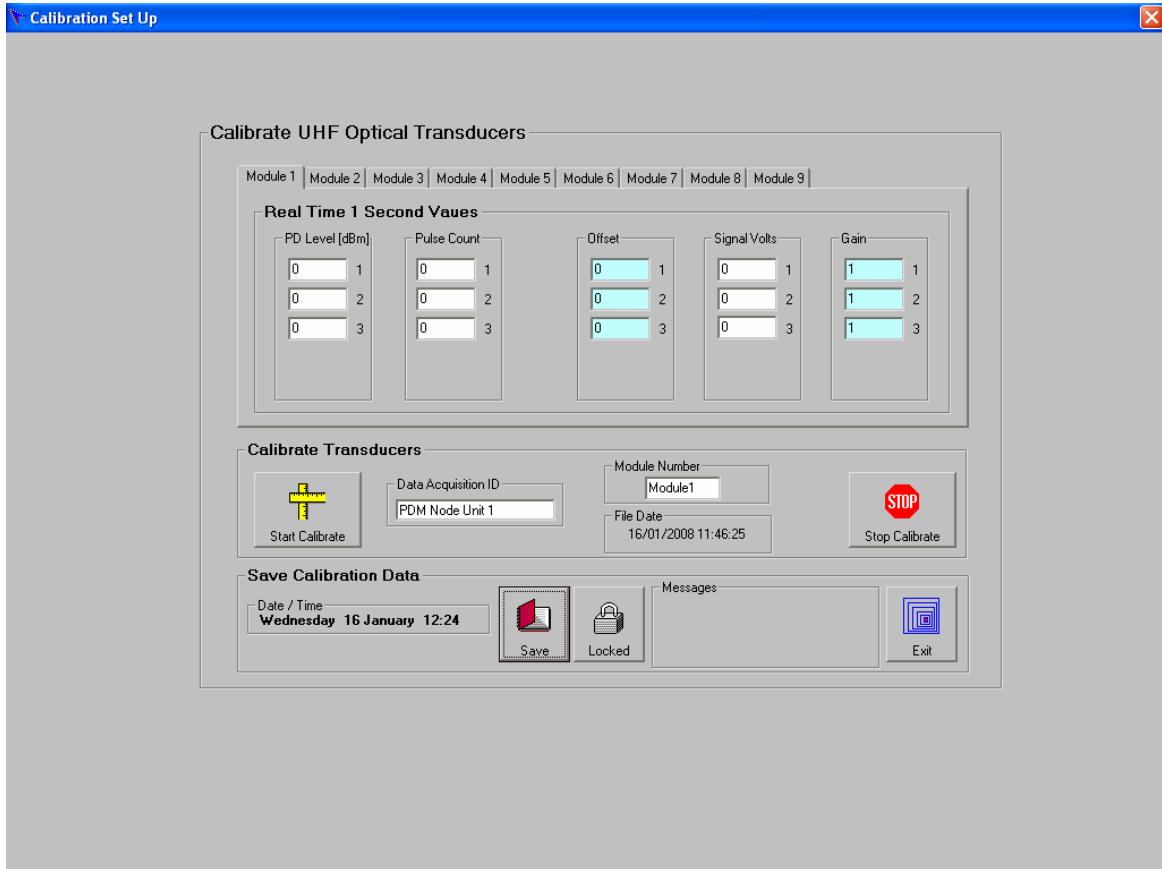 Calibration Set Up
Calibrate UHF Optical Transducers
Module 1 Module 2 Module 3 Module 4 Module 5 Module 6 Module 7 Module 8 Module 9
Real Time 1 Second Vaues
PD Level [dBm] Pulse Count Offset Signal Volts Gain
0 1 0 1 0 1 0 1 1 1
0 2 0 2 0 2 0 2 1 2
0 3 0 3 0 3 0 3 1 3
Calibrate Transducers
Start Calibrate
Data Acquisition ID
PDM Node Unit 1
Module Number
Module1
File Date
16/01/2008 11:46:25
STOP
Stop Calibrate
Save Calibration Data
Date / Time
Wednesday 16 January 12:24
Save
Locked
Messages
Exit